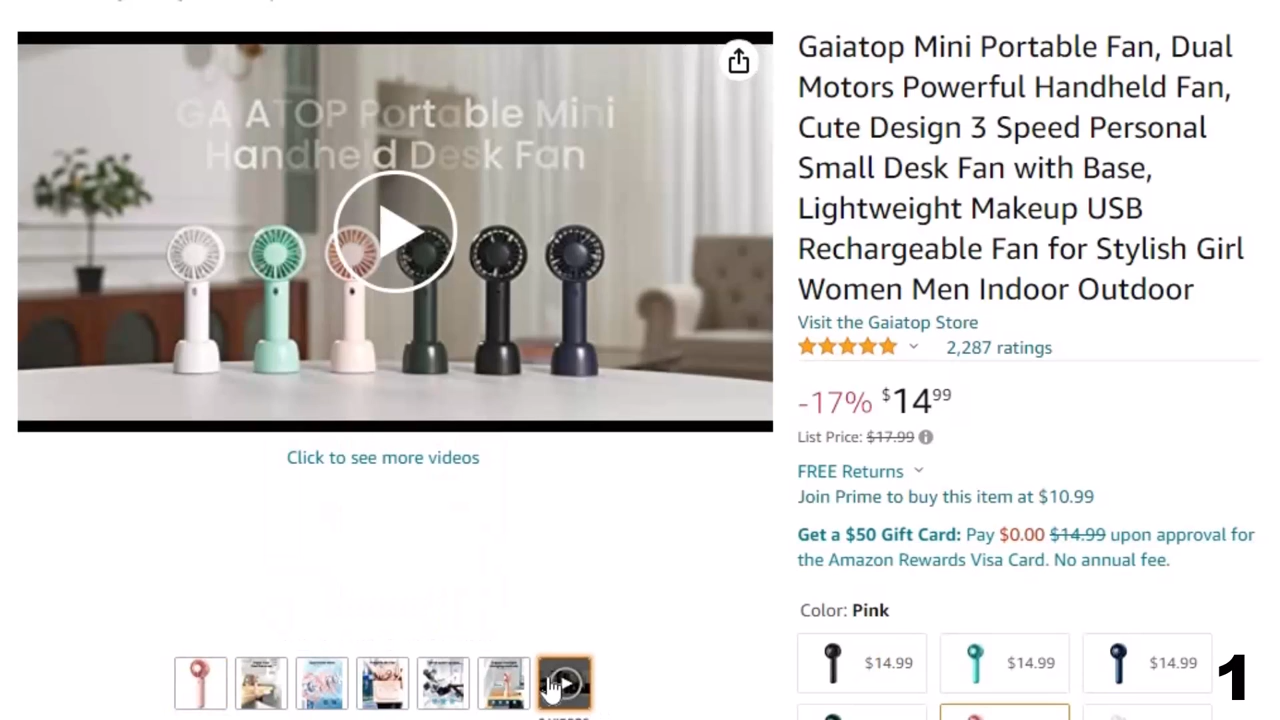 GAIATOP Portable Mini
Handheld Desk Fan
Click to see more videos
Gaiatop Mini Portable Fan, Dual
Motors Powerful Handheld Fan,
Cute Design 3 Speed Personal
Small Desk Fan with Base,
Lightweight Makeup USB
Rechargeable Fan for Stylish Girl
Women Men Indoor Outdoor
Visit the Gaiatop Store
2,287 ratings
-17% $14 99
List Price: $17.99
FREE Returns
Join Prime to buy this item at $10.99
Get a $50 Gift Card: Pay $0.00 $14.99 upon approval for
the Amazon Rewards Visa Card. No annual fee.
Color: Pink
$14.99 $14.99 $14.99
1